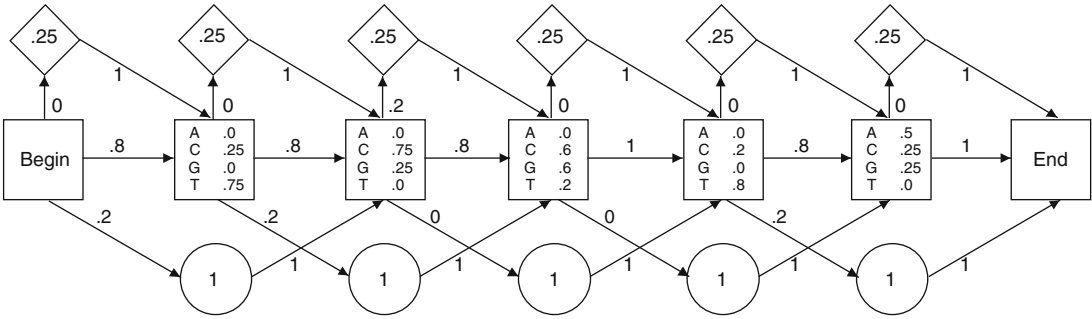 .25 .25 .25 .25 .25 .25
1 1 1 1 1 1
0 0 .2 0 0 0
Begin .8 A .0 .8 A .0 .8 A .0 1 A .0 .8 A .5 1 End
C .25 C .75 C .6 C .2 C .25
G .0 G .25 G .6 G .0 G .25
T .75 T .0 T .2 T .8 T .0
.2 .2 0 0 .2
1 1 1 1 1
1 1 1 1 1